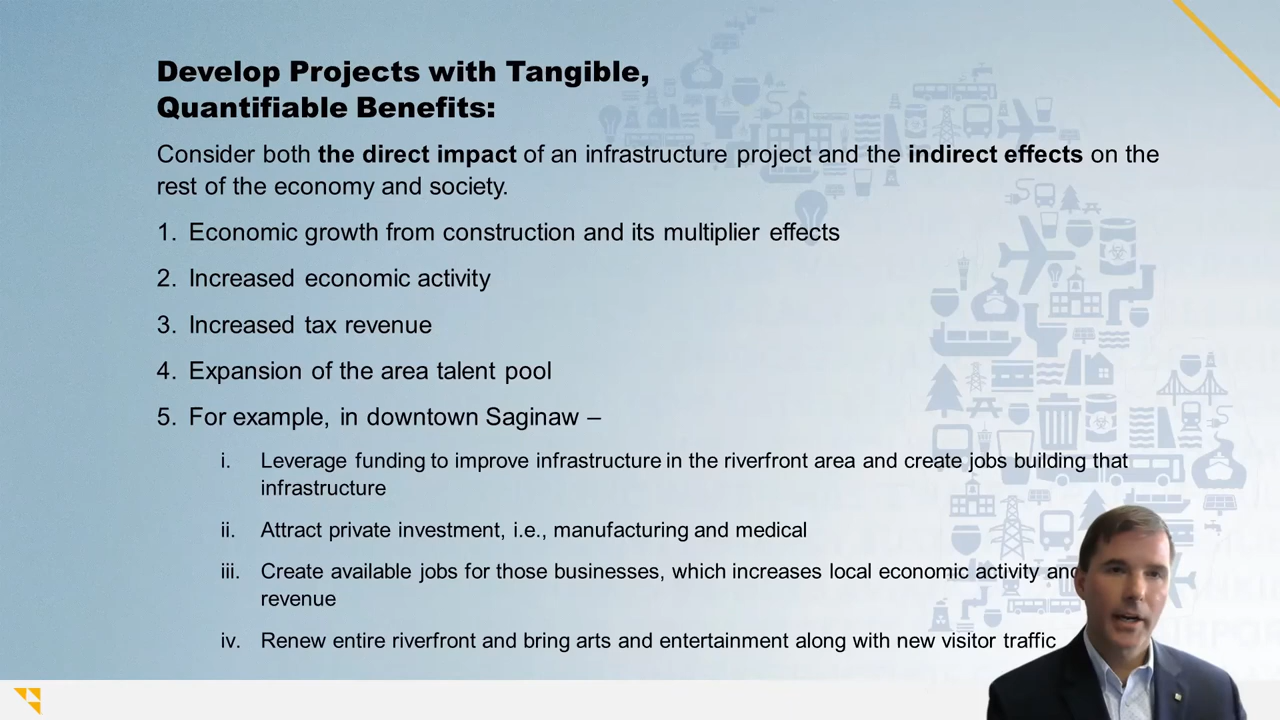 Develop Projects with Tangible,
Quantifiable Benefits:
Consider both the direct impact of an infrastructure project and the indirect effects on the
rest of the economy and society.
1. Economic growth from construction and its multiplier effects
2. Increased economic activity
3. Increased tax revenue
4. Expansion of the area talent pool
5. For example, in downtown Saginaw –
i. Leverage funding to improve infrastructure in the riverfront area and create jobs building that
infrastructure
ii. Attract private investment, i.e., manufacturing and medical
iii. Create available jobs for those businesses, which increases local economic activity and
revenue
iv. Renew entire riverfront and bring arts and entertainment along with new visitor traffic